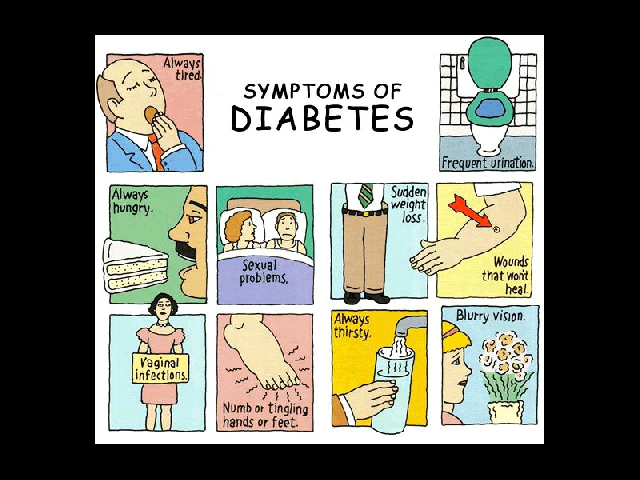 Always
tired.
SYMPTOMS OF
DIABETES
Frequent urination.
Always
hungry.
Sexual
problems.
Sudden
weight
loss.
Wounds
that won't
heal.
Vaginal
infections.
Numb or tingling
hands or feet.
Always
thirsty.
Blurry vision.